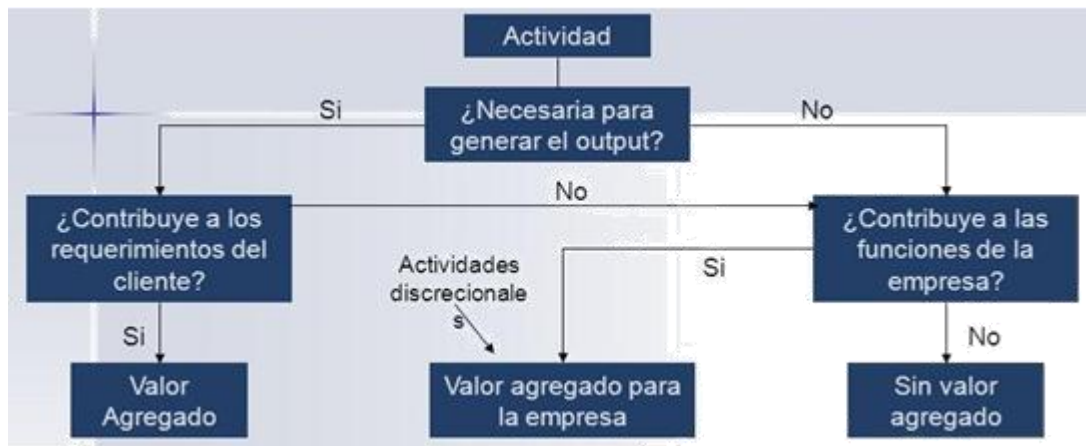 Actividad
Si
¿Necesaria para
generar el output?
No
No
¿Contribuye a los
requerimientos del
cliente?
¿Contribuye a las
funciones de la
empresa?
Actividades
discrecionale
s
Si
Si
No
Valor
Agregado
Valor agregado para
la empresa
Sin valor
agregado